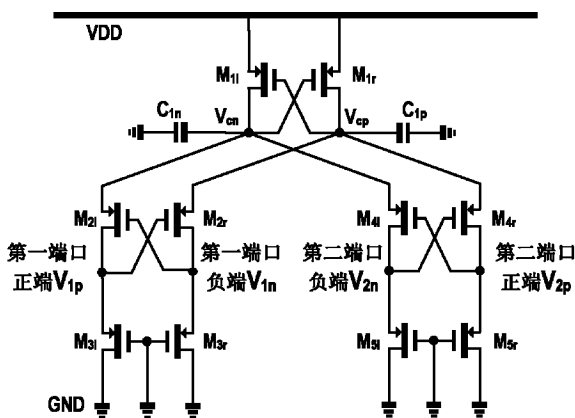 VDD
M1l
M1r
C1n
Vcn
Vcp
C1p
M2l
M2r
M4l
M4r
第一端口
正端V1p
第一端口
负端V1n
第二端口
负端V2n
第二端口
正端V2p
M3l
M3r
M5l
M5r
GND